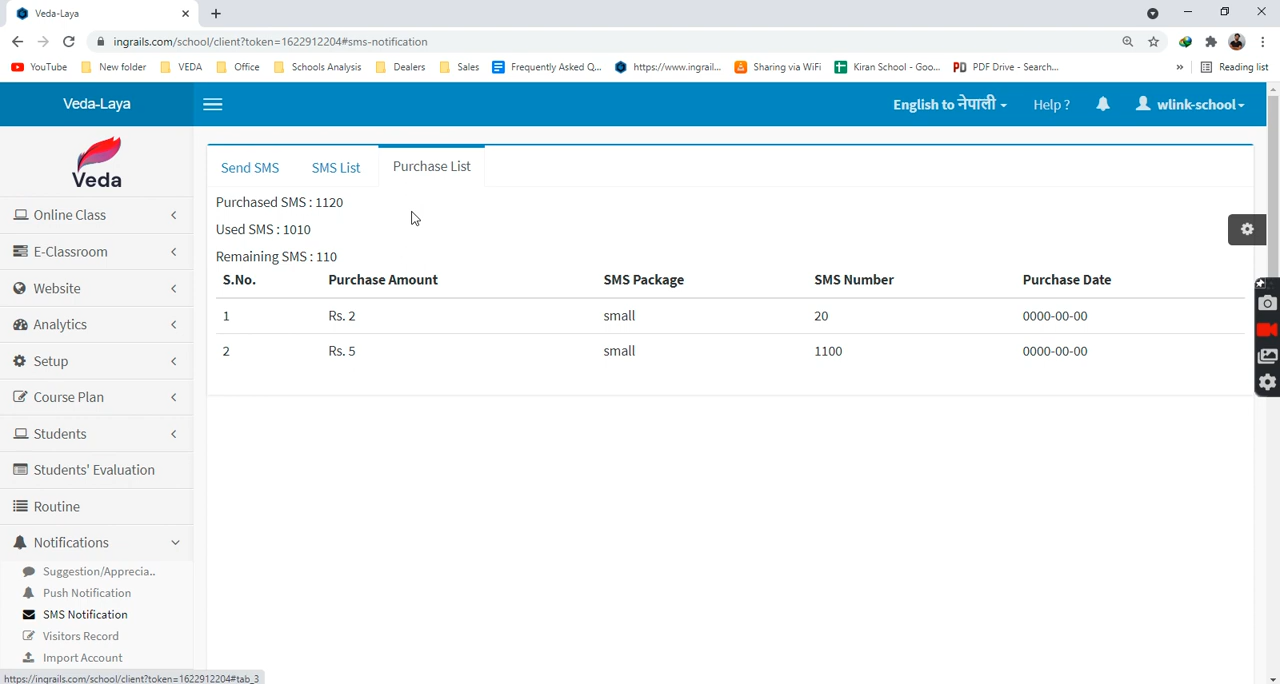 Veda-Laya
ingrails.com/school/client?token=1622912204#sms-notification
YouTube New folder VEDA Office Schools Analysis Dealers Sales Frequently Asked Q... https://www.ingrail... Sharing via WiFi Kiran School - Goo... PD PDF Drive - Search... » Reading list
Veda-Laya English to नेपाली Help ? wlink-school
Veda
Send SMS SMS List Purchase List
Purchased SMS : 1120
Used SMS : 1010
Remaining SMS : 110
S.No. Purchase Amount SMS Package SMS Number Purchase Date
1 Rs. 2 small 20 0000-00-00
2 Rs. 5 small 1100 0000-00-00
Online Class
E-Classroom
Website
Analytics
Setup
Course Plan
Students
Students' Evaluation
Routine
Notifications
Suggestion/Apprecia..
Push Notification
SMS Notification
Visitors Record
Import Account
https://ingrails.com/school/client?token=1622912204#tab_3